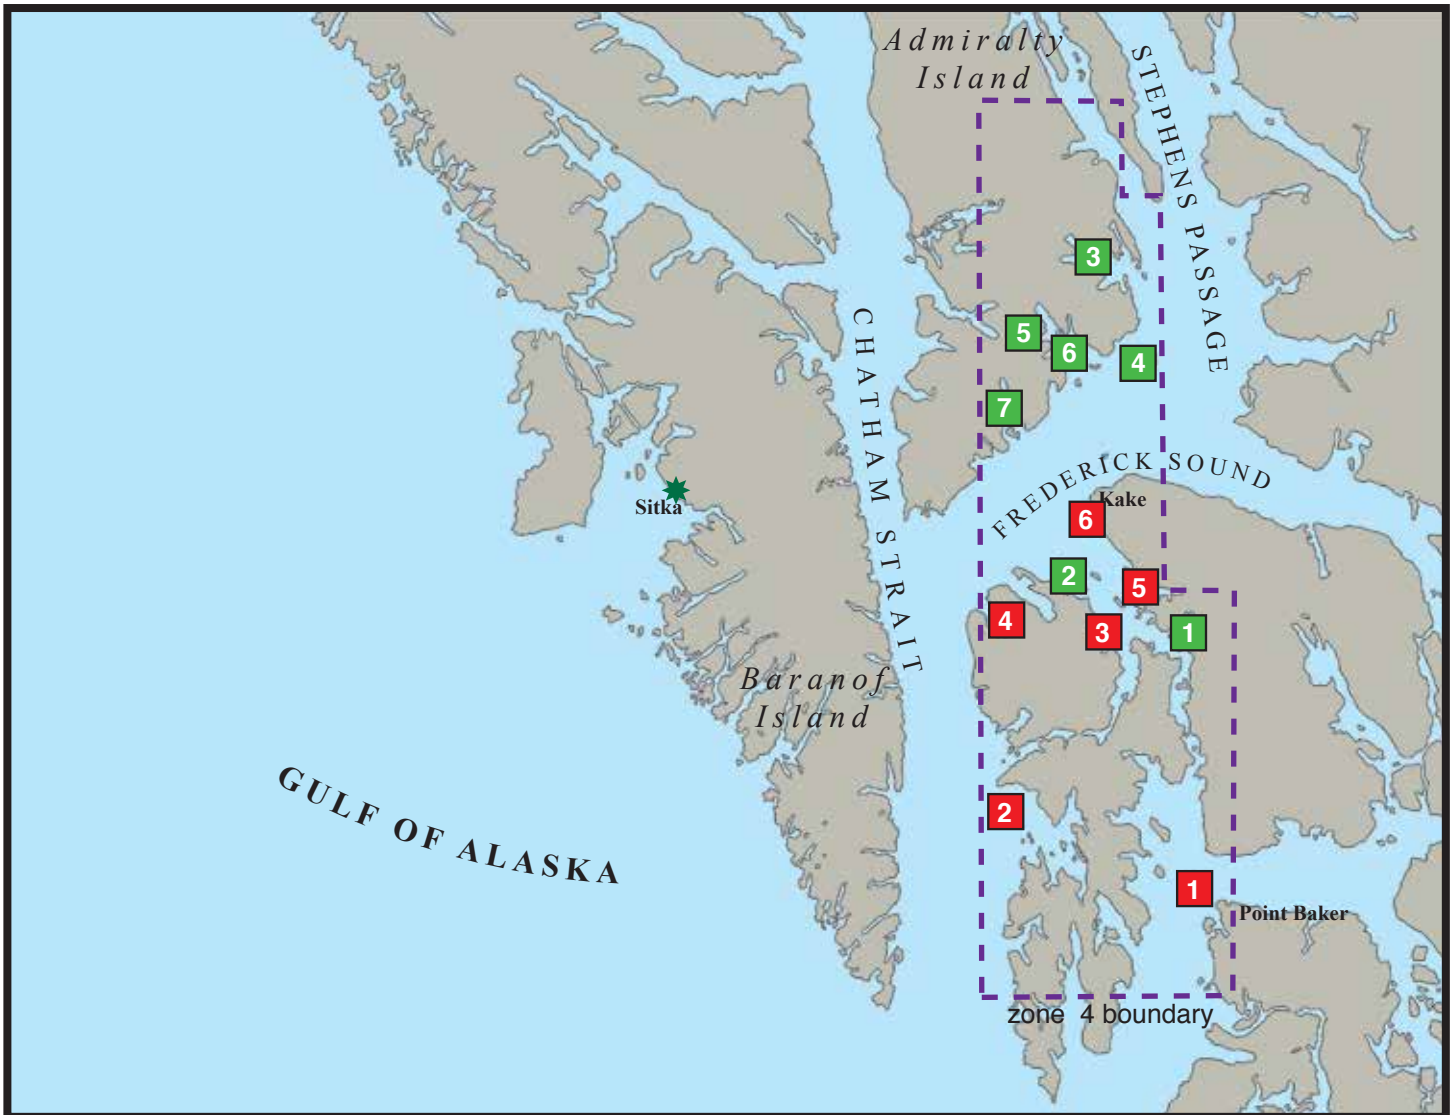 Admiralty
Island
STEPHENS PASSAGE
3
5
6
4
7
CHATHAM STRAIT
FREDERICK SOUND
Sitka
Kake
6
2
5
4
3
1
Baranof
Island
2
GULF OF ALASKA
1
Point Baker
zone 4 boundary